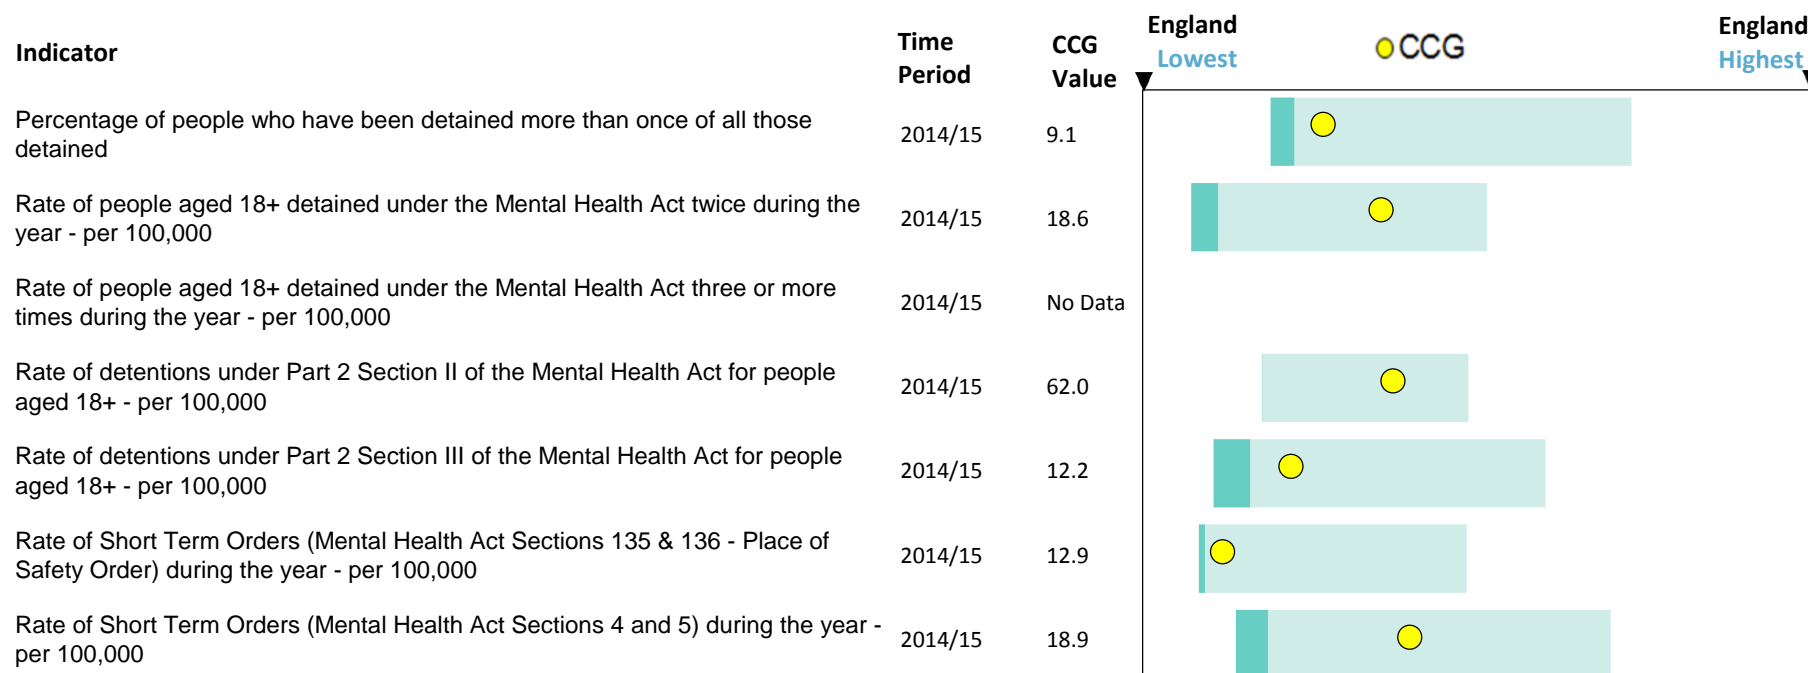 Indicator
Time
Period
CCG
Value
England
Lowest
CCG
England
Highest
Percentage of people who have been detained more than once of all those
detained
2014/15
9.1
Rate of people aged 18+ detained under the Mental Health Act twice during the
year - per 100,000
2014/15
18.6
Rate of people aged 18+ detained under the Mental Health Act three or more
times during the year - per 100,000
2014/15
No Data
Rate of detentions under Part 2 Section II of the Mental Health Act for people
aged 18+ - per 100,000
2014/15
62.0
Rate of detentions under Part 2 Section III of the Mental Health Act for people
aged 18+ - per 100,000
2014/15
12.2
Rate of Short Term Orders (Mental Health Act Sections 135 & 136 - Place of
Safety Order) during the year - per 100,000
2014/15
12.9
Rate of Short Term Orders (Mental Health Act Sections 4 and 5) during the year -
per 100,000
2014/15
18.9